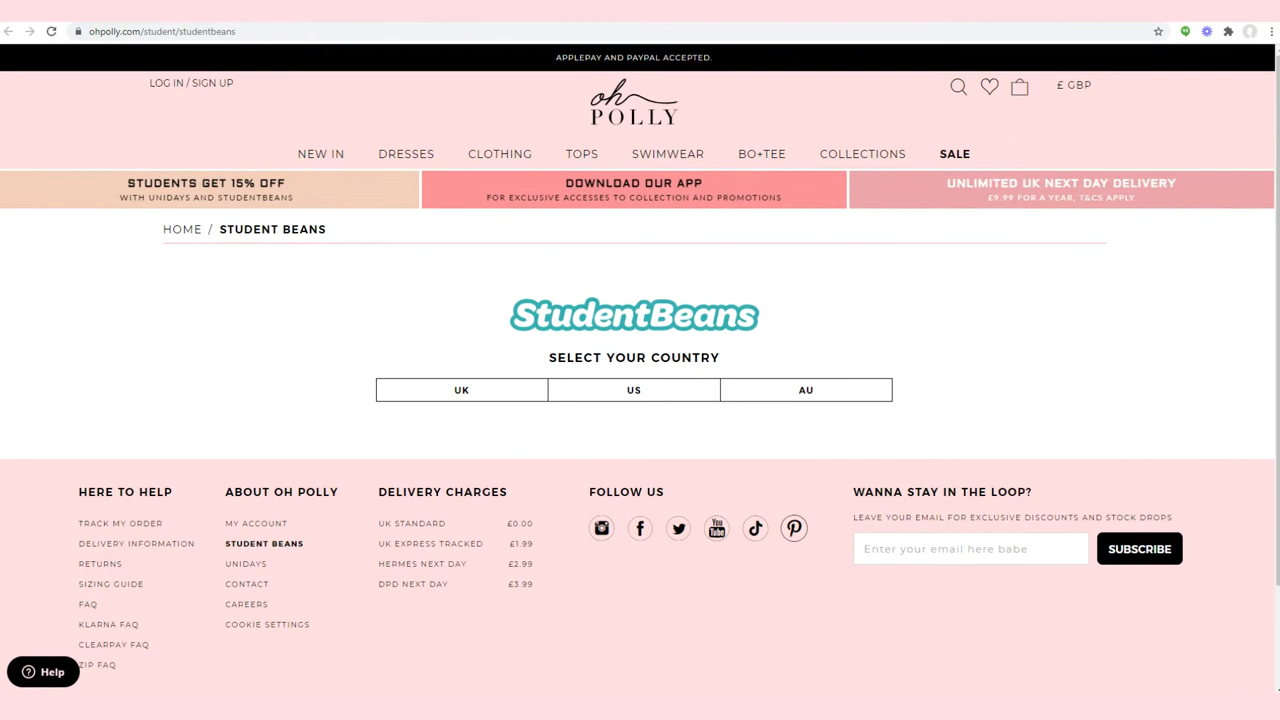 ohpolly.com/student/studentbeans
APPLEPAY AND PAYPAL ACCEPTED.
LOG IN / SIGN UP
oh
POLLY
£ GBP
NEW IN DRESSES CLOTHING TOPS SWIMWEAR BO+TEE COLLECTIONS SALE
STUDENTS GET 15% OFF
WITH UNIDAYS AND STUDENTBEANS
DOWNLOAD OUR APP
FOR EXCLUSIVE ACCESSES TO COLLECTION AND PROMOTIONS
UNLIMITED UK NEXT DAY DELIVERY
£9.99 FOR A YEAR, T&CS APPLY
HOME / STUDENT BEANS
StudentBeans
SELECT YOUR COUNTRY
UK US AU
HERE TO HELP
TRACK MY ORDER
DELIVERY INFORMATION
RETURNS
SIZING GUIDE
FAQ
KLARNA FAQ
CLEARPAY FAQ
ZIP FAQ
ABOUT OH POLLY
MY ACCOUNT
STUDENT BEANS
UNIDAYS
CONTACT
CAREERS
COOKIE SETTINGS
DELIVERY CHARGES
UK STANDARD £0.00
UK EXPRESS TRACKED £1.99
HERMES NEXT DAY £2.99
DPD NEXT DAY £3.99
FOLLOW US
You
Tube
WANNA STAY IN THE LOOP?
LEAVE YOUR EMAIL FOR EXCLUSIVE DISCOUNTS AND STOCK DROPS
Enter your email here babe
SUBSCRIBE
Help